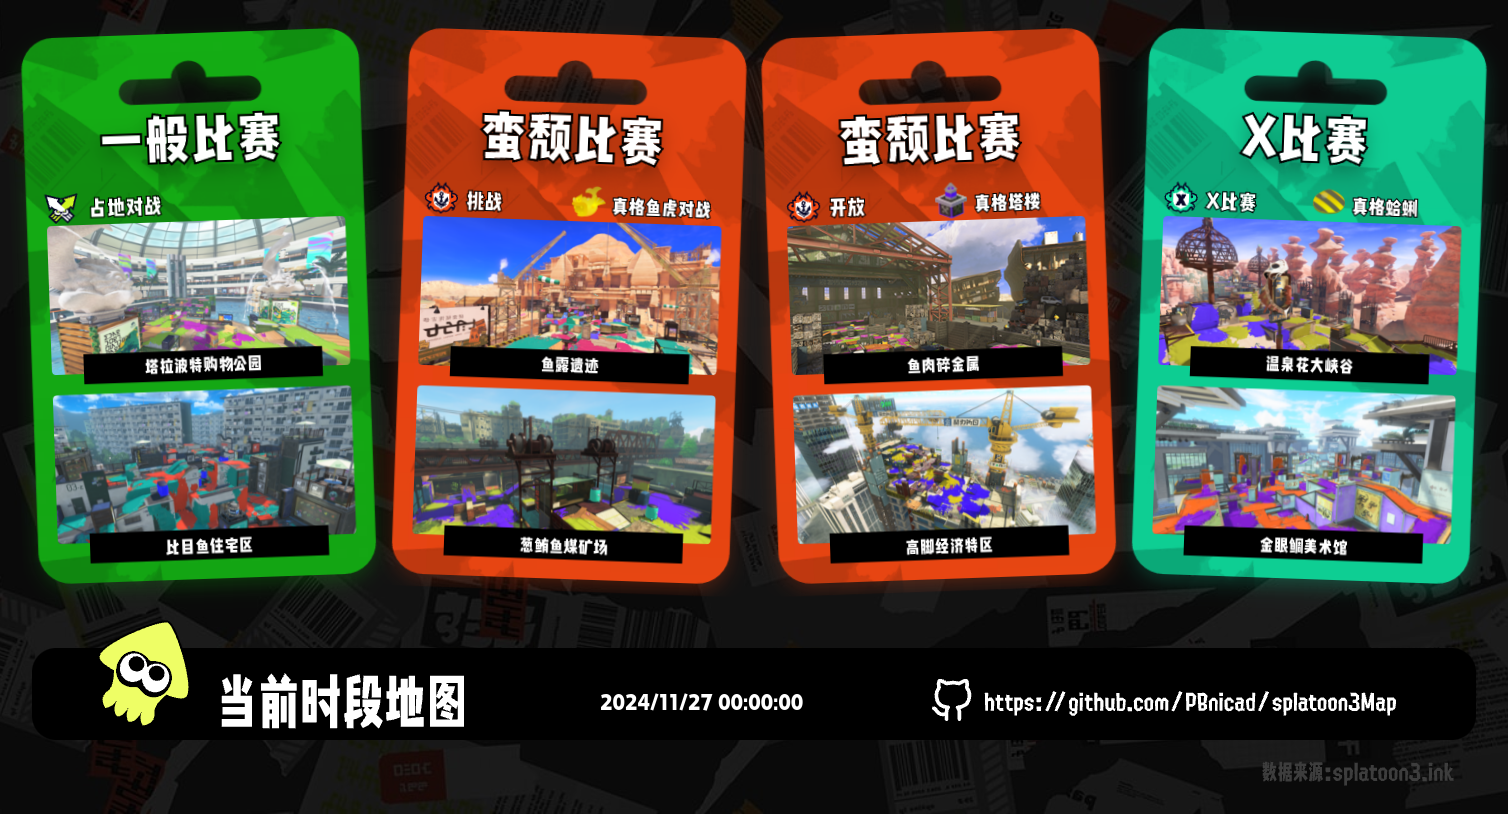 一般比赛
占地对战
塔拉波特购物公园
比目鱼住宅区
蛮颓比赛
挑战
真格鱼虎对战
鱼露遗迹
葱鲔鱼煤矿场
蛮颓比赛
开放
真格塔楼
鱼肉碎金属
高脚经济特区
X比赛
X比赛
真格蛤蜊
温泉花大峡谷
金眼鲷美术馆
当前时段地图
2024/11/27 00:00:00
https://github.com/PBnicad/splatoon3Map
数据来源:splatoon3.ink